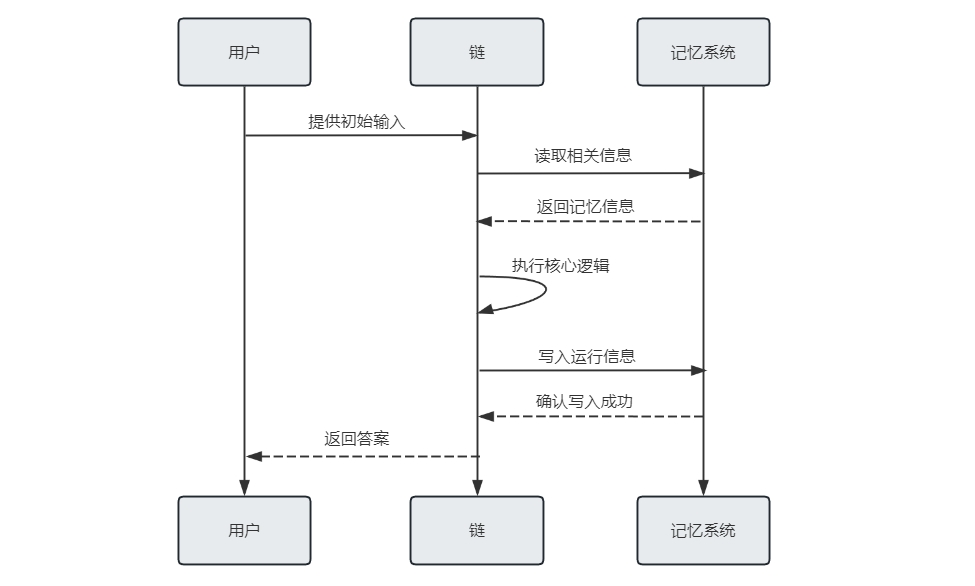 用户
链
记忆系统
提供初始输入
读取相关信息
返回记忆信息
执行核心逻辑
写入运行信息
确认写入成功
返回答案
用户
链
记忆系统